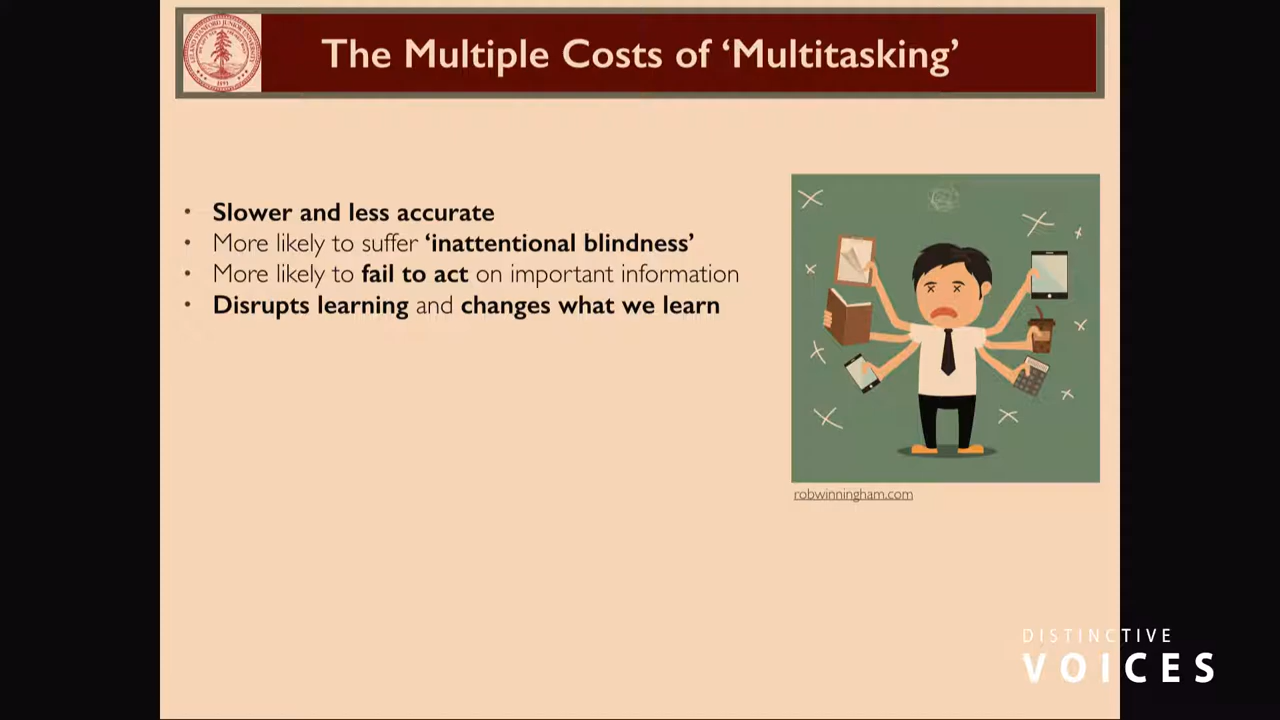 The Multiple Costs of ‘Multitasking’
• Slower and less accurate
• More likely to suffer ‘inattentional blindness’
• More likely to fail to act on important information
• Disrupts learning and changes what we learn
robwinningham.com
DISTINCTIVE
VOICES